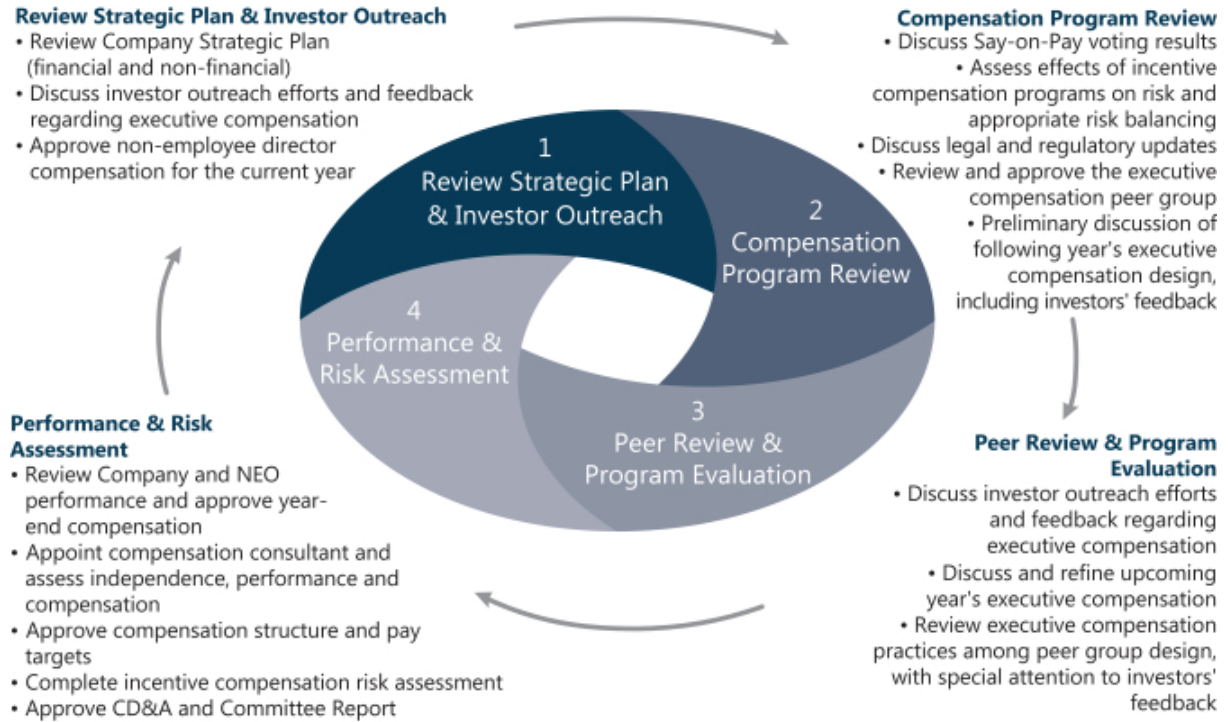 Review Strategic Plan & Investor Outreach
• Review Company Strategic Plan
(financial and non-financial)
• Discuss investor outreach efforts and feedback
regarding executive compensation
• Approve non-employee director
compensation for the current year
Compensation Program Review
• Discuss Say-on-Pay voting results
• Assess effects of incentive
compensation programs on risk and
appropriate risk balancing
• Discuss legal and regulatory updates
• Review and approve the executive
compensation peer group
• Preliminary discussion of
following year's executive
compensation design,
including investors' feedback
1
Review Strategic Plan
& Investor Outreach
2
Compensation
Program Review
3
Peer Review &
Program Evaluation
4
Performance &
Risk Assessment
Peer Review & Program
Evaluation
• Discuss investor outreach efforts
and feedback regarding
executive compensation
• Discuss and refine upcoming
year's executive compensation
• Review executive compensation
practices among peer group design,
with special attention to investors'
feedback
Performance & Risk
Assessment
• Review Company and NEO
performance and approve year-
end compensation
• Appoint compensation consultant and
assess independence, performance and
compensation
• Approve compensation structure and pay
targets
• Complete incentive compensation risk assessment
• Approve CD&A and Committee Report